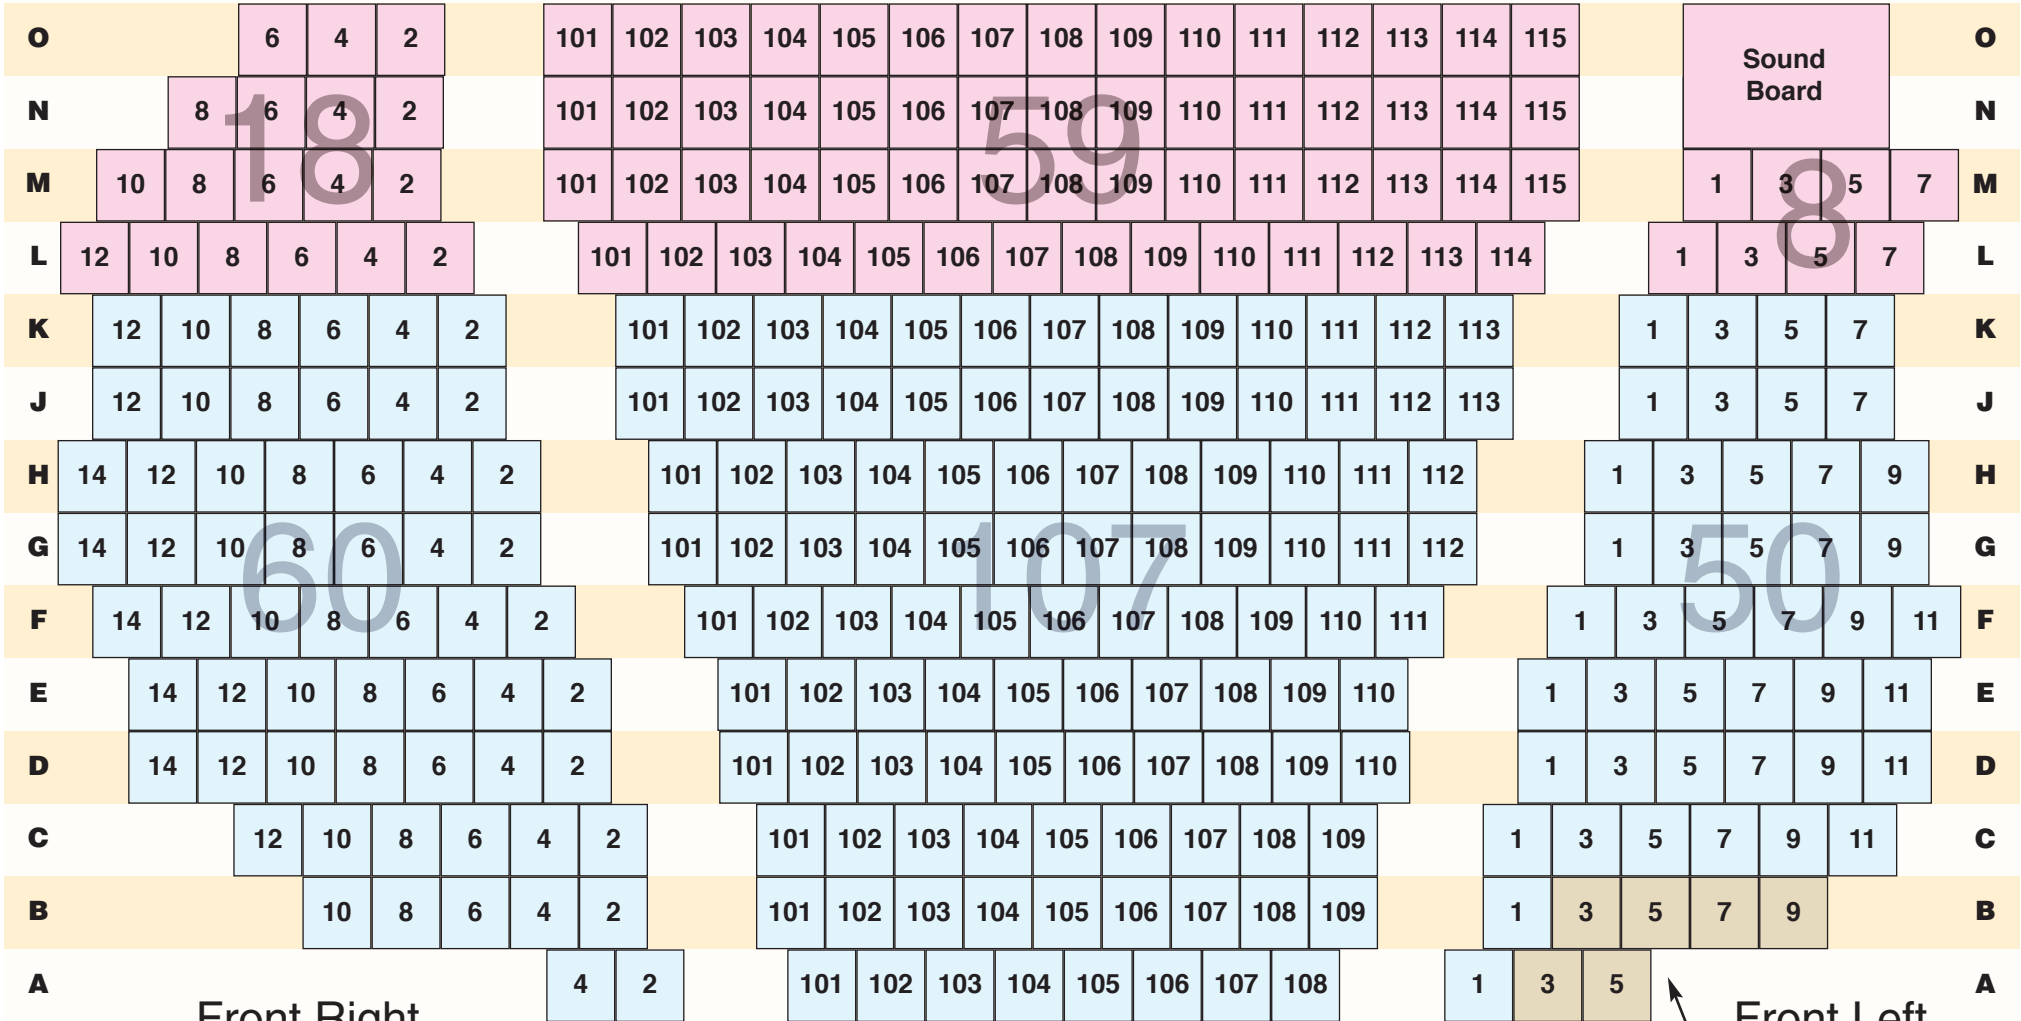 O 6 4 2 101 102 103 104 105 106 107 108 109 110 111 112 113 114 115 Sound Board O
N 8 6 4 2 101 102 103 104 105 106 107 108 109 110 111 112 113 114 115 N
18 59
M 10 8 6 4 2 101 102 103 104 105 106 107 108 109 110 111 112 113 114 115 1 3 5 7 M
8
L 12 10 8 6 4 2 101 102 103 104 105 106 107 108 109 110 111 112 113 114 1 3 5 7 L
K 12 10 8 6 4 2 101 102 103 104 105 106 107 108 109 110 111 112 113 1 3 5 7 K
J 12 10 8 6 4 2 101 102 103 104 105 106 107 108 109 110 111 112 113 1 3 5 7 J
H 14 12 10 8 6 4 2 101 102 103 104 105 106 107 108 109 110 111 112 1 3 5 7 9 H
G 14 12 10 8 6 4 2 101 102 103 104 105 106 107 108 109 110 111 112 1 3 5 7 9 G
60 107 50
F 14 12 10 8 6 4 2 101 102 103 104 105 106 107 108 109 110 111 1 3 5 7 9 11 F
E 14 12 10 8 6 4 2 101 102 103 104 105 106 107 108 109 110 1 3 5 7 9 11 E
D 14 12 10 8 6 4 2 101 102 103 104 105 106 107 108 109 110 1 3 5 7 9 11 D
C 12 10 8 6 4 2 101 102 103 104 105 106 107 108 109 1 3 5 7 9 11 C
B 10 8 6 4 2 101 102 103 104 105 106 107 108 109 1 3 5 7 9 B
A 4 2 101 102 103 104 105 106 107 108 1 3 5 A
Front Right Front Left